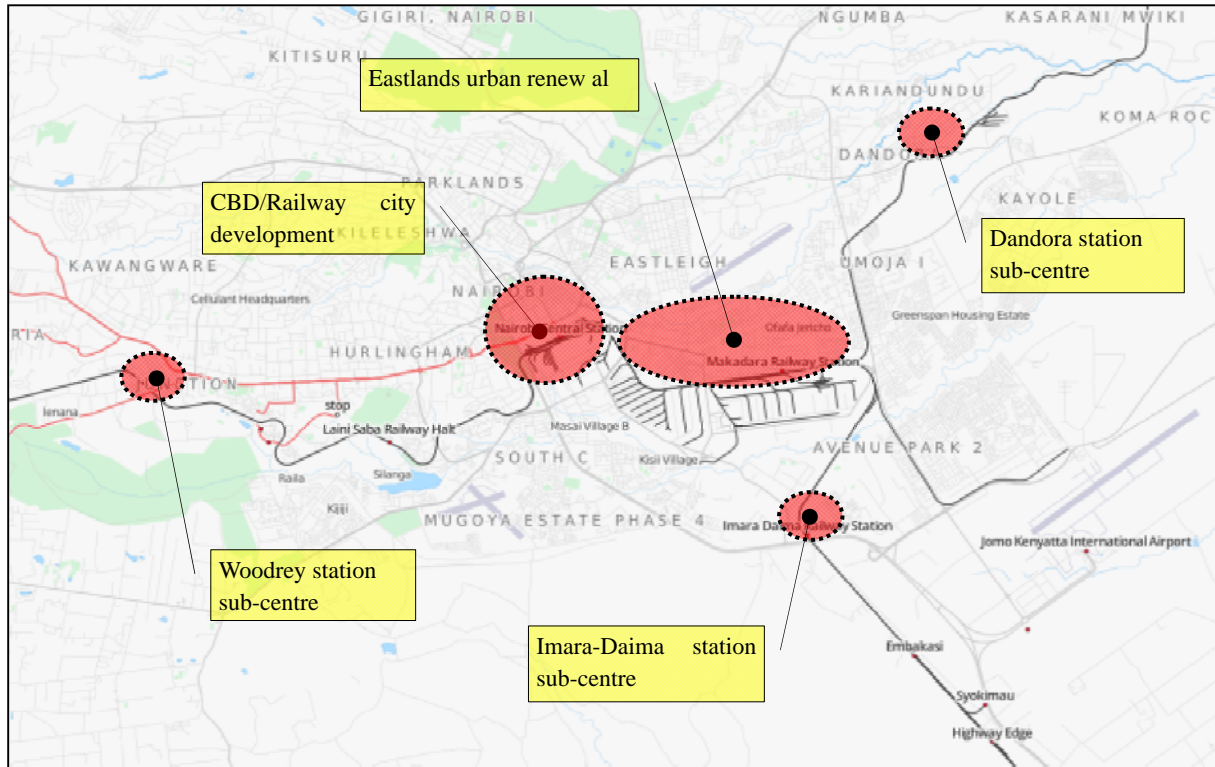 GIGIRI, NAIROBI
NGUMBA
KASARANI MWIKI
KITISURU
Eastlands urban renew al
KARIANDUNDU
KOMA ROC
DANDO
PARKLANDS
KAYOLE
CBD/Railway city
development
KILELESHWA
Dandora station
sub-centre
EASTLEIGH
UMOJA I
KAWANGWARE
Cellulant Headquarters
NAIROBI
Greenspan Housing Estate
RIA
Nairobi Central Station
Ofafa Jericho
HURLINGHAM
Makadara Railway Station
JUNCTION
lenana
stop
Laini Saba Railway Halt
Masai Village B
SOUTH C
Kisii Village
AVENUE PARK 2
Raila
Silanga
Kijiji
MUGOYA ESTATE PHASE 4
Imara Daima Railway Station
Jomo Kenyatta International Airport
Woodrey station
sub-centre
Imara-Daima station
sub-centre
Embakasi
Syokimau
Highway Edge